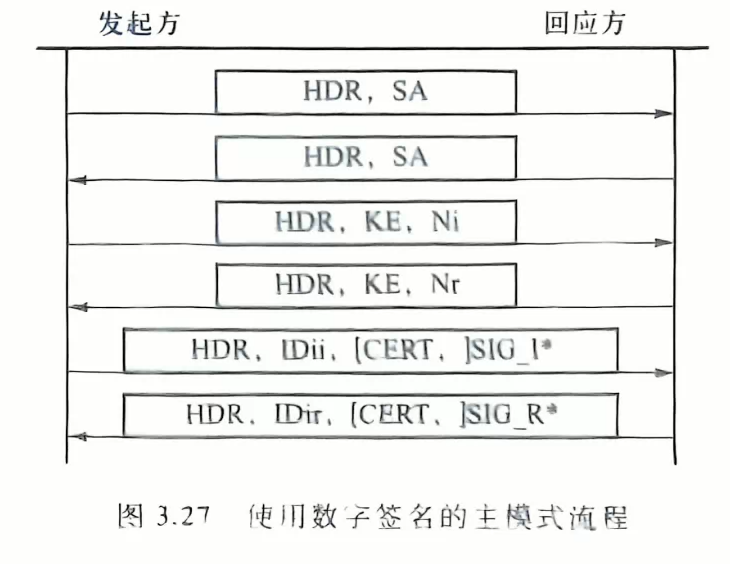 发起方 回应方
HDR, SA
HDR, SA
HDR, KE, Ni
HDR, KE, Nr
HDR, IDii, [CERT, ]SIG_I*
HDR, IDir, [CERT, ]SIG_R*
图 3.27 使用数字签名的主模式流程